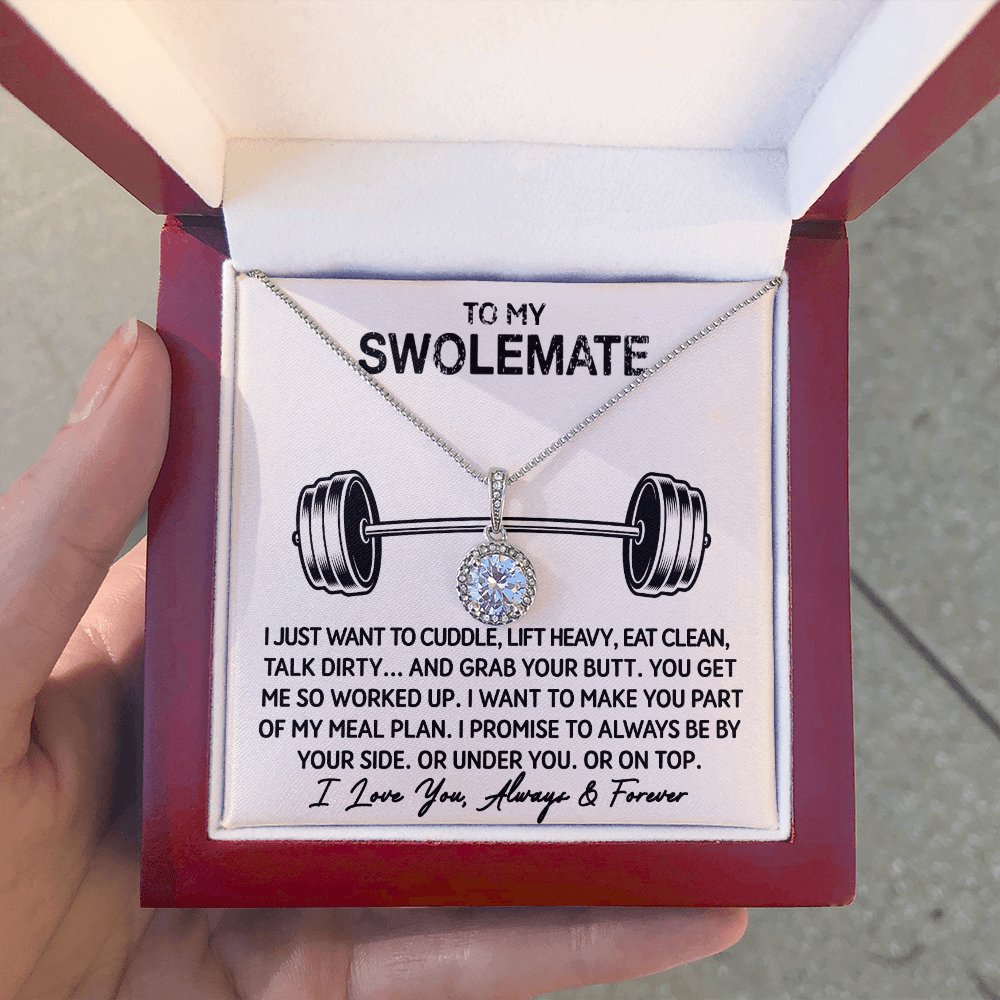 TO MY
SWOLEMATE
I JUST WANT TO CUDDLE, LIFT HEAVY, EAT CLEAN,
TALK DIRTY... AND GRAB YOUR BUTT. YOU GET
ME SO WORKED UP. I WANT TO MAKE YOU PART
OF MY MEAL PLAN. I PROMISE TO ALWAYS BE BY
YOUR SIDE. OR UNDER YOU. OR ON TOP.
I Love You, Always & Forever